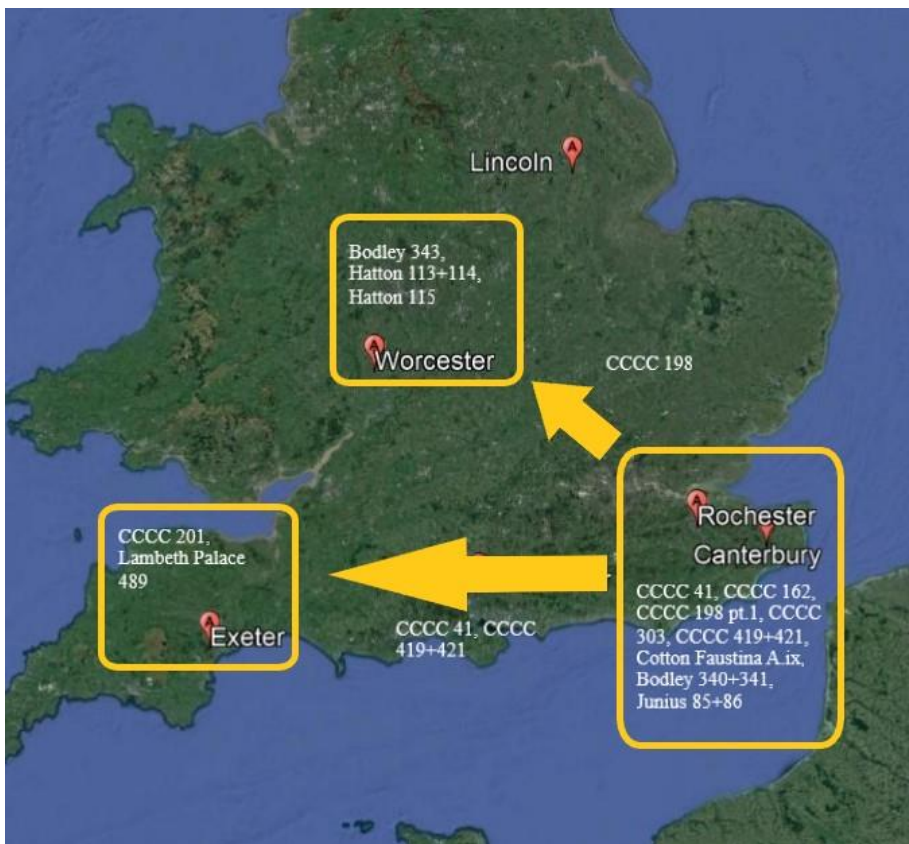 Lincoln
Bodley 343,
Hatton 113+114,
Hatton 115
Worcester
CCCC 198
CCCC 201,
Lambeth Palace
489
Exeter
CCCC 41, CCCC
419+421
Rochester
Canterbury
CCCC 41, CCCC 162,
CCCC 198 pt.1, CCCC
303, CCCC 419+421,
Cotton Faustina A.ix,
Bodley 340+341,
Junius 85+86